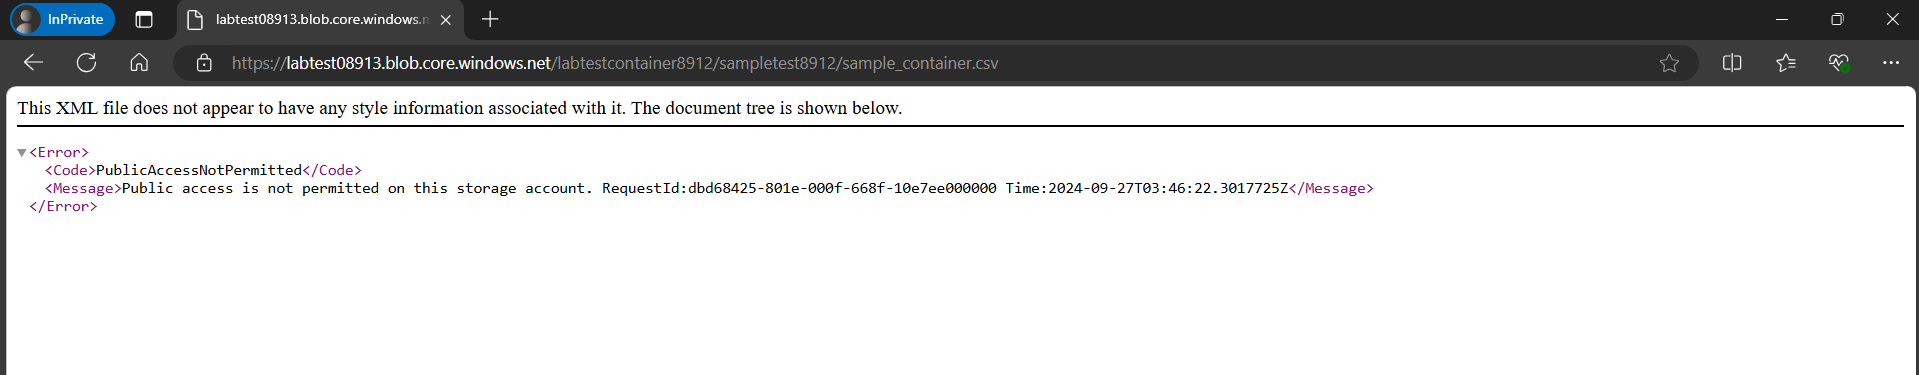 InPrivate
labtest08913.blob.core.windows.n
https://labtest08913.blob.core.windows.net/labtestcontainer8912/sampletest8912/sample_container.csv
This XML file does not appear to have any style information associated with it. The document tree is shown below.
<Error>
<Code>PublicAccessNotPermitted</Code>
<Message>Public access is not permitted on this storage account. RequestId:dbd68425-801e-000f-668f-10e7ee000000 Time:2024-09-27T03:46:22.3017725Z</Message>
</Error>